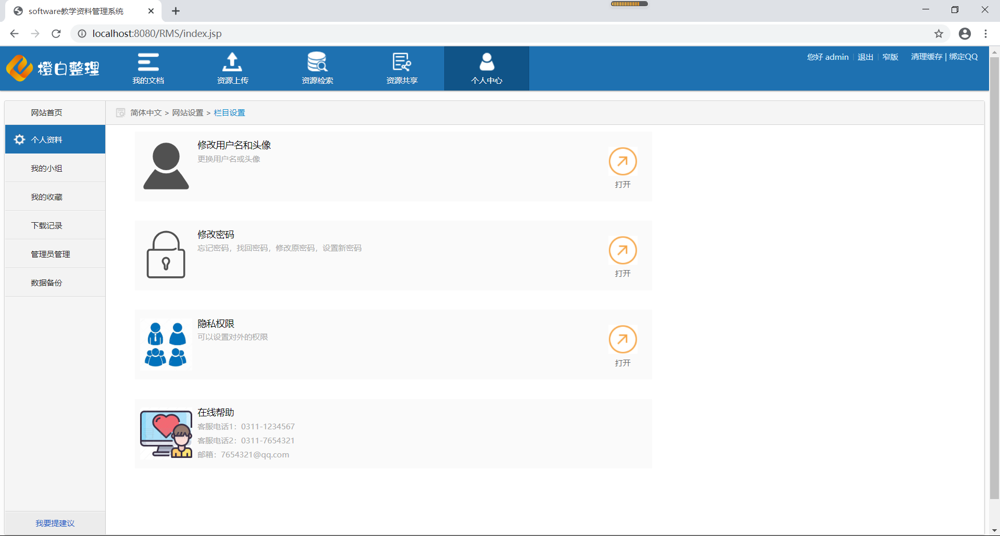 software教学资料管理系统
localhost:8080/RMS/index.jsp
橙白整理
我的文档
资源上传
资源检索
资源共享
个人中心
您好 admin | 退出 | 窄版 清理缓存 | 绑定QQ
网站首页
个人资料
我的小组
我的收藏
下载记录
管理员管理
数据备份
我要提建议
简体中文 > 网站设置 > 栏目设置
修改用户名和头像
更换用户名或头像
打开
修改密码
忘记密码，找回密码，修改原密码，设置新密码
打开
隐私权限
可以设置对外的权限
打开
在线帮助
客服电话1：0311-1234567
客服电话2：0311-7654321
邮箱：7654321@qq.com